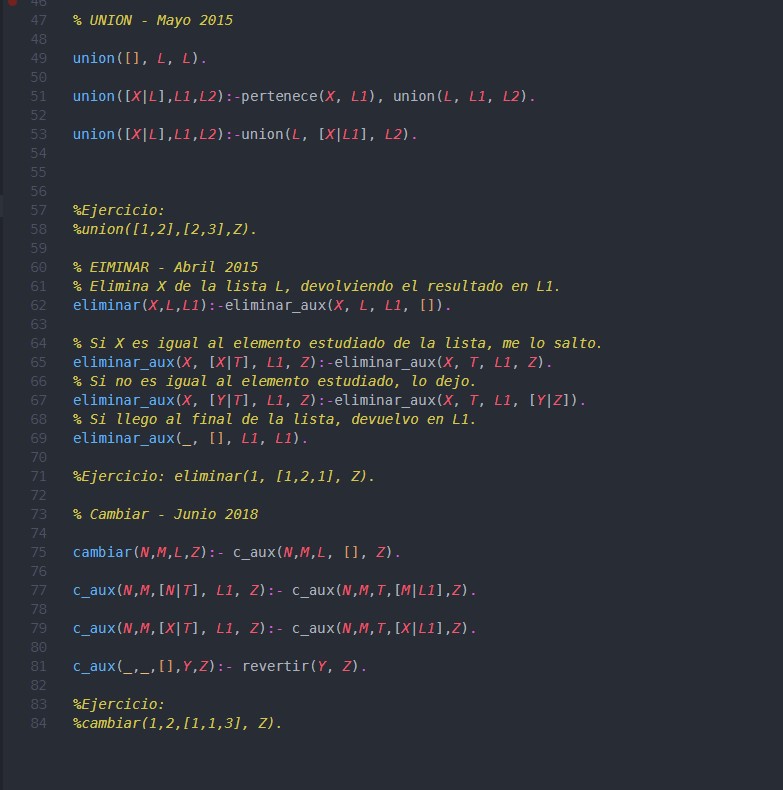 46
47 % UNION - Mayo 2015
48
49 union([], L, L).
50
51 union([X|L],L1,L2):-pertenece(X, L1), union(L, L1, L2).
52
53 union([X|L],L1,L2):-union(L, [X|L1], L2).
54
55
56
57 %Ejercicio:
58 %union([1,2],[2,3],Z).
59
60 % EIMINAR - Abril 2015
61 % Elimina X de la lista L, devolviendo el resultado en L1.
62 eliminar(X,L,L1):-eliminar_aux(X, L, L1, []).
63
64 % Si X es igual al elemento estudiado de la lista, me lo salto.
65 eliminar_aux(X, [X|T], L1, Z):-eliminar_aux(X, T, L1, Z).
66 % Si no es igual al elemento estudiado, lo dejo.
67 eliminar_aux(X, [Y|T], L1, Z):-eliminar_aux(X, T, L1, [Y|Z]).
68 % Si llego al final de la lista, devuelvo en L1.
69 eliminar_aux(_, [], L1, L1).
70
71 %Ejercicio: eliminar(1, [1,2,1], Z).
72
73 % Cambiar - Junio 2018
74
75 cambiar(N,M,L,Z):- c_aux(N,M,L, [], Z).
76
77 c_aux(N,M,[N|T], L1, Z):- c_aux(N,M,T,[M|L1],Z).
78
79 c_aux(N,M,[X|T], L1, Z):- c_aux(N,M,T,[X|L1],Z).
80
81 c_aux(_,_,[],Y,Z):- revertir(Y, Z).
82
83 %Ejercicio:
84 %cambiar(1,2,[1,1,3], Z).